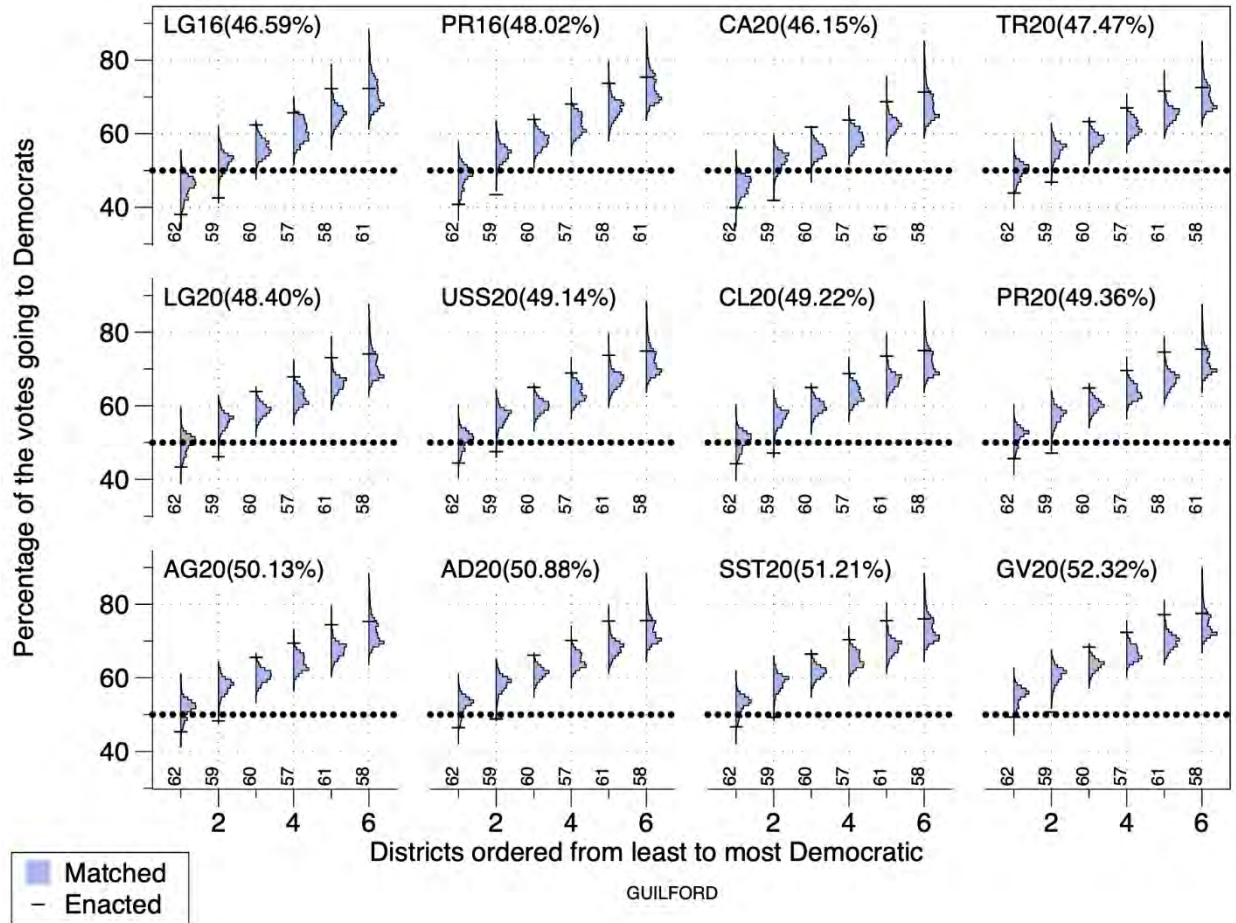 LG16(46.59%) PR16(48.02%) CA20(46.15%) TR20(47.47%)
80
60
40
62 59 60 57 58 61 62 59 60 57 58 61 62 59 60 57 61 58 62 59 60 57 61 58
LG20(48.40%) USS20(49.14%) CL20(49.22%) PR20(49.36%)
80
60
40
62 59 60 57 61 58 62 59 60 57 61 58 62 59 60 57 61 58 62 59 60 57 58 61
AG20(50.13%) AD20(50.88%) SST20(51.21%) GV20(52.32%)
80
60
40
62 59 60 57 61 58 62 59 60 57 61 58 62 59 60 57 61 58 62 59 60 57 61 58
2 4 6 2 4 6 2 4 6 2 4 6
Percentage of the votes going to Democrats
Districts ordered from least to most Democratic
GUILFORD
Matched
Enacted